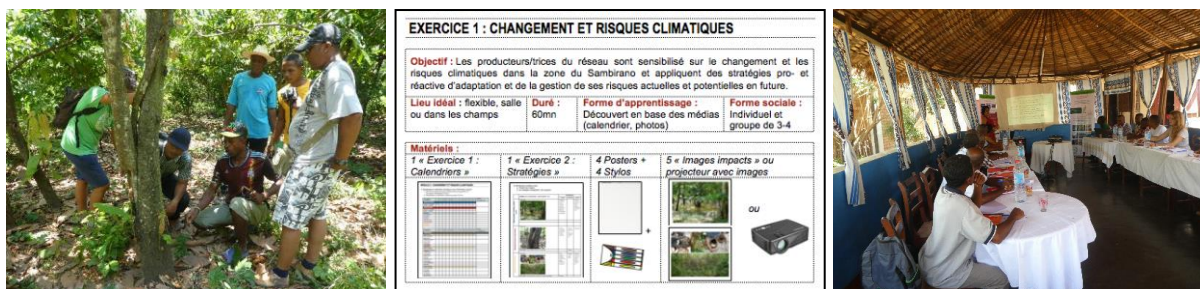 EXERCICE 1 : CHANGEMENT ET RISQUES CLIMATIQUES
Objectif : Les producteurs/trices du réseau sont sensibilisé sur le changement et les
risques climatiques dans la zone du Sambirano et appliquent des stratégies pro- et
réactive d'adaptation et de la gestion de ses risques actuelles et potentielles en future.
Lieu idéal : flexible, salle
ou dans les champs
Duré :
60mn
Forme d'apprentissage :
Découvert en base des médias
(calendrier, photos)
Forme sociale :
Individuel et
groupe de 3-4
Matériels :
1 « Exercice 1 :
Calendriers »
1 « Exercice 2 :
Stratégies »
4 Posters +
4 Stylos
5 « Images impacts » ou
projecteur avec images
+
ou